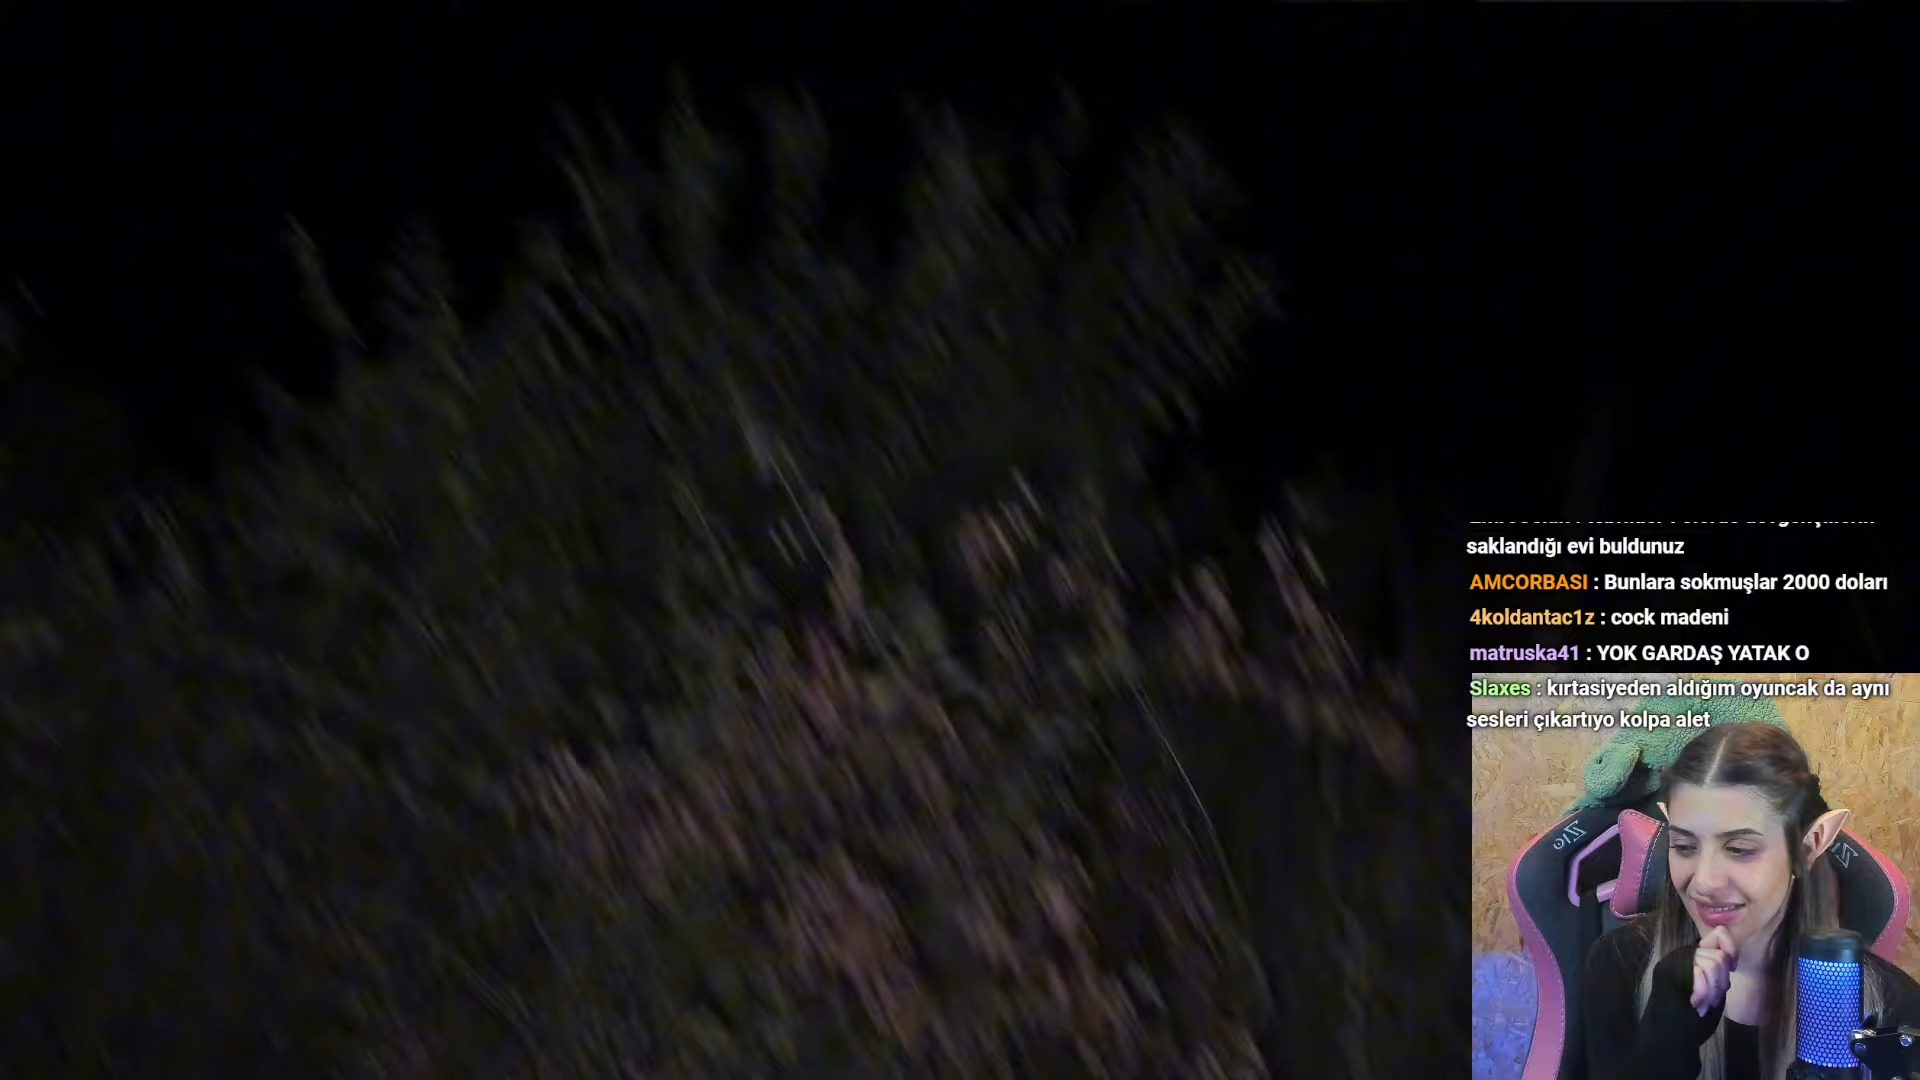 saklandığı evi buldunuz
AMCORBASI : Bunlara sokmuşlar 2000 doları
4koldantac1z : cock madeni
matruska41 : YOK GARDAŞ YATAK O
Slaxes : kırtasiyeden aldığım oyuncak da aynı
sesleri çıkartıyo kolpa alet